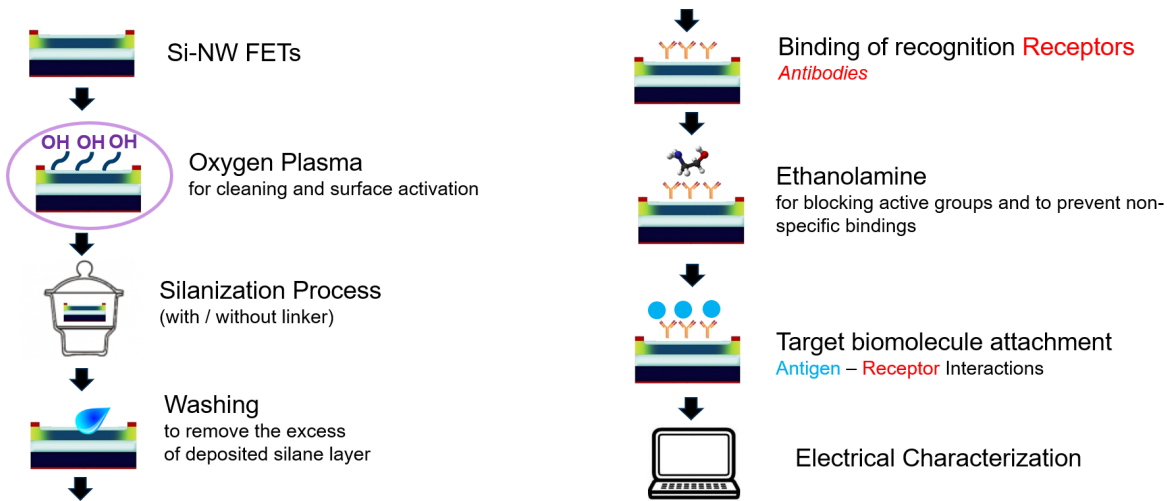 Si-NW FETs
OH OH OH
Oxygen Plasma
for cleaning and surface activation
Silanization Process
(with / without linker)
Washing
to remove the excess
of deposited silane layer
Binding of recognition Receptors
Antibodies
Ethanolamine
for blocking active groups and to prevent non-
specific bindings
Target biomolecule attachment
Antigen – Receptor Interactions
Electrical Characterization